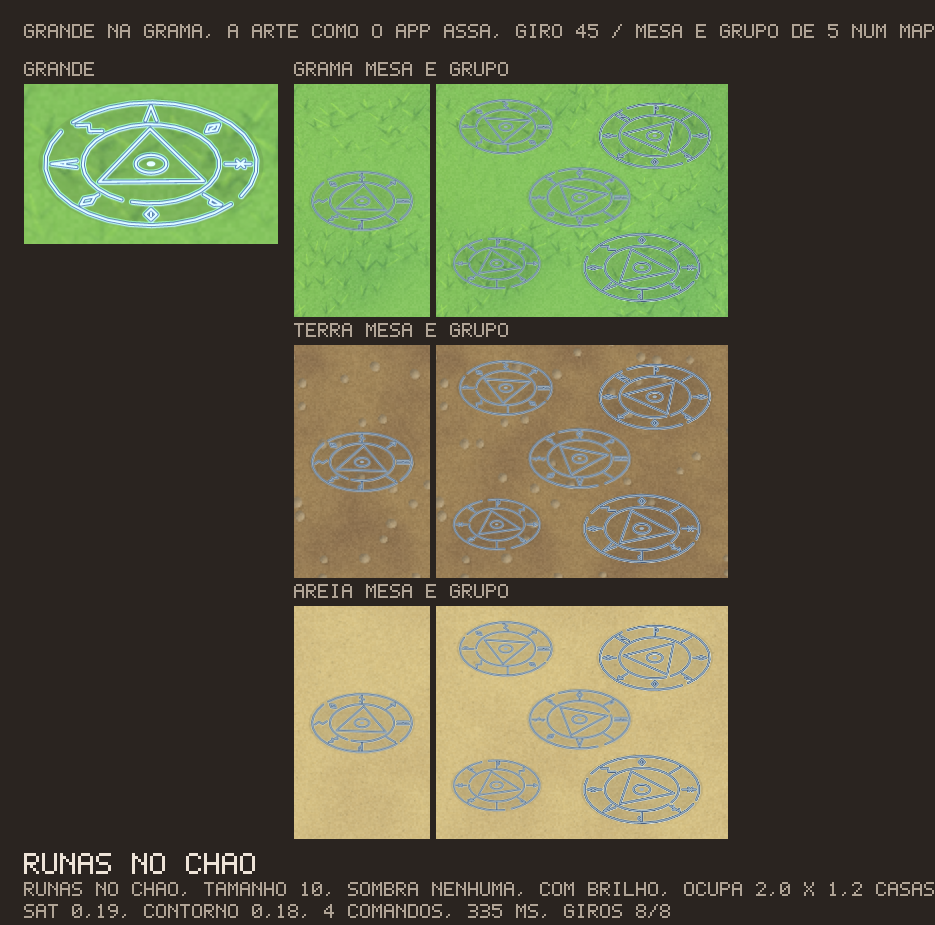 GRANDE NA GRAMA, A ARTE COMO O APP ASSA, GIRO 45 / MESA E GRUPO DE 5 NUM MAP
GRANDE
GRAMA MESA E GRUPO
TERRA MESA E GRUPO
AREIA MESA E GRUPO
RUNAS NO CHAO
RUNAS NO CHAO, TAMANHO 10, SOMBRA NENHUMA, COM BRILHO, OCUPA 2,0 X 1,2 CASAS
SAT 0,19, CONTORNO 0,18, 4 COMANDOS, 335 MS, GIROS 8/8